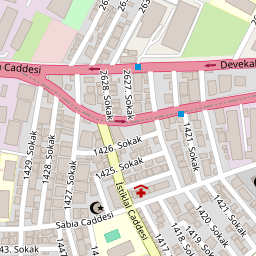 Caddesi
Devekal
2628. Sokak
2627. Sokak
1421. Sokak
1429. Sokak
1428. Sokak
1427. Sokak
1426. Sokak
1425. Sokak
İstiklal Caddesi
Sabia Caddesi
43. Sokak
1418. Sokak
1419. Sokak
1420. Sokak
1421. Sokak